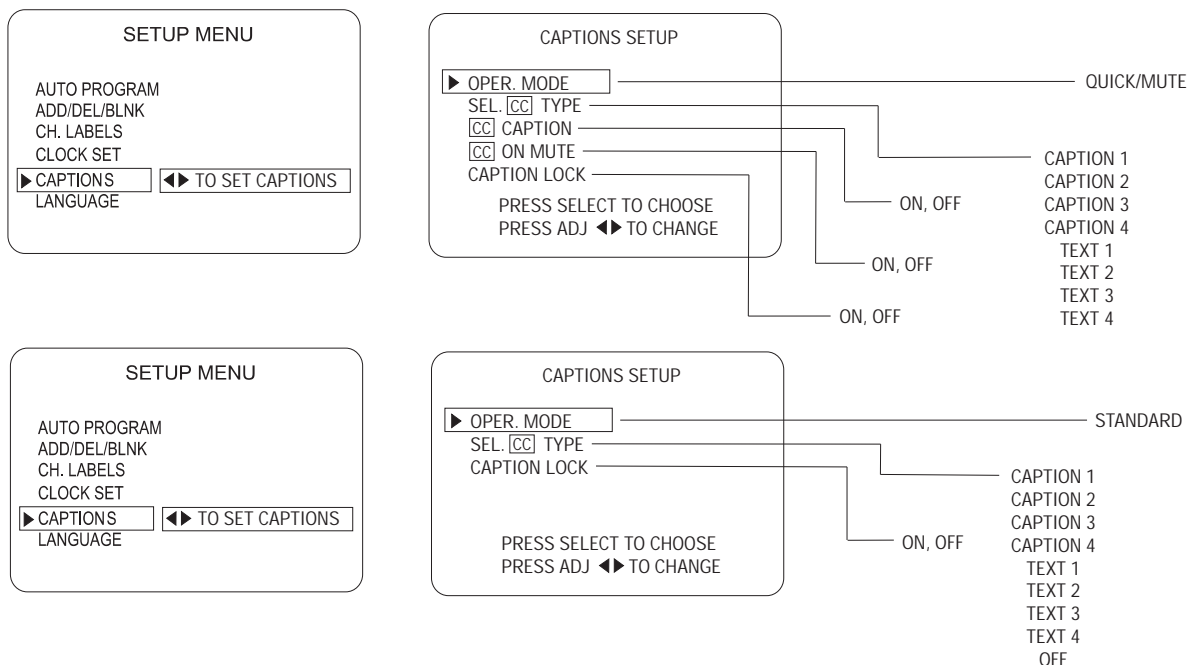 SETUP MENU
AUTO PROGRAM
ADD/DEL/BLNK
CH. LABELS
CLOCK SET
▶ CAPTIONS ◀▶ TO SET CAPTIONS
LANGUAGE
CAPTIONS SETUP
▶ OPER. MODE
SEL. CC TYPE
CC CAPTION
CC ON MUTE
CAPTION LOCK
PRESS SELECT TO CHOOSE
PRESS ADJ ◀▶ TO CHANGE
QUICK/MUTE
CAPTION 1
CAPTION 2
CAPTION 3
CAPTION 4
TEXT 1
TEXT 2
TEXT 3
TEXT 4
ON, OFF
ON, OFF
ON, OFF
SETUP MENU
AUTO PROGRAM
ADD/DEL/BLNK
CH. LABELS
CLOCK SET
▶ CAPTIONS ◀▶ TO SET CAPTIONS
LANGUAGE
CAPTIONS SETUP
▶ OPER. MODE
SEL. CC TYPE
CAPTION LOCK
PRESS SELECT TO CHOOSE
PRESS ADJ ◀▶ TO CHANGE
STANDARD
CAPTION 1
CAPTION 2
CAPTION 3
CAPTION 4
TEXT 1
TEXT 2
TEXT 3
TEXT 4
OFF
ON, OFF